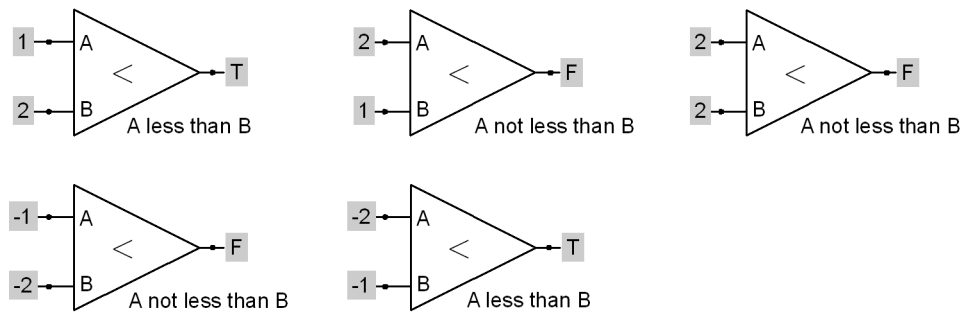 1 A < T
2 B
A less than B
2 A < F
1 B
A not less than B
2 A < F
2 B
A not less than B
-1 A < F
-2 B
A not less than B
-2 A < T
-1 B
A less than B